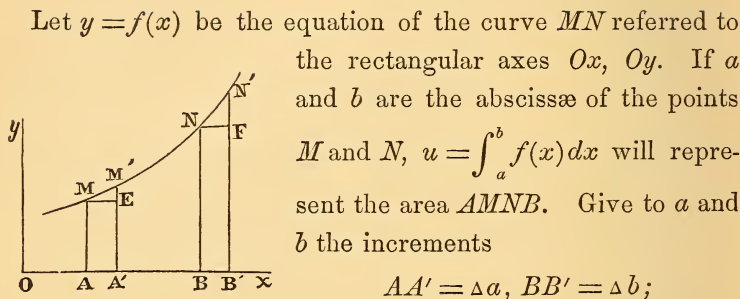 Let y = f(x) be the equation of the curve MN referred to
the rectangular axes Ox, Oy. If a
and b are the abscissæ of the points
M and N, u = ∫_a^b f(x) dx will repre-
sent the area AMNB. Give to a and
b the increments
AA′ = Δa, BB′ = Δb;
N′
y N F
M M′
E
O A A′ B B′ x